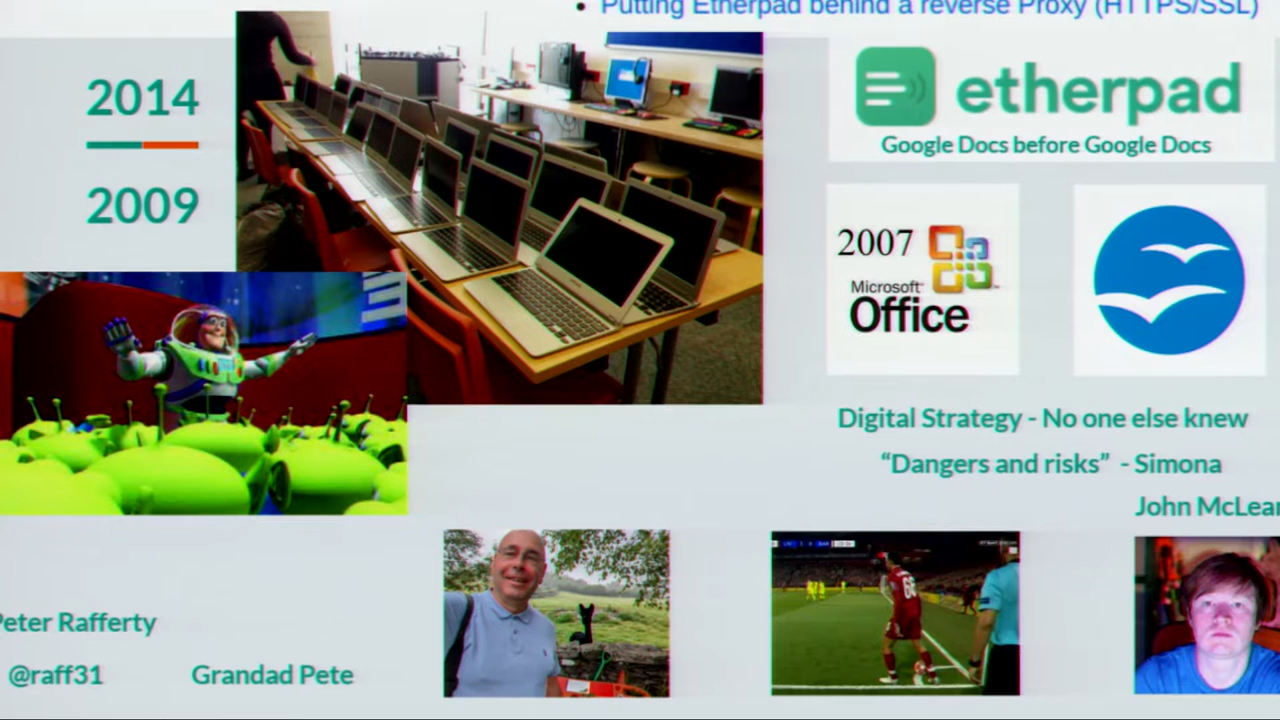 Putting Etherpad behind a reverse Proxy (HTTPS/SSL)
2014
2009
etherpad
Google Docs before Google Docs
2007
Microsoft
Office
Digital Strategy - No one else knew
“Dangers and risks” - Simona
John McLean
66
Peter Rafferty
@raff31
Grandad Pete